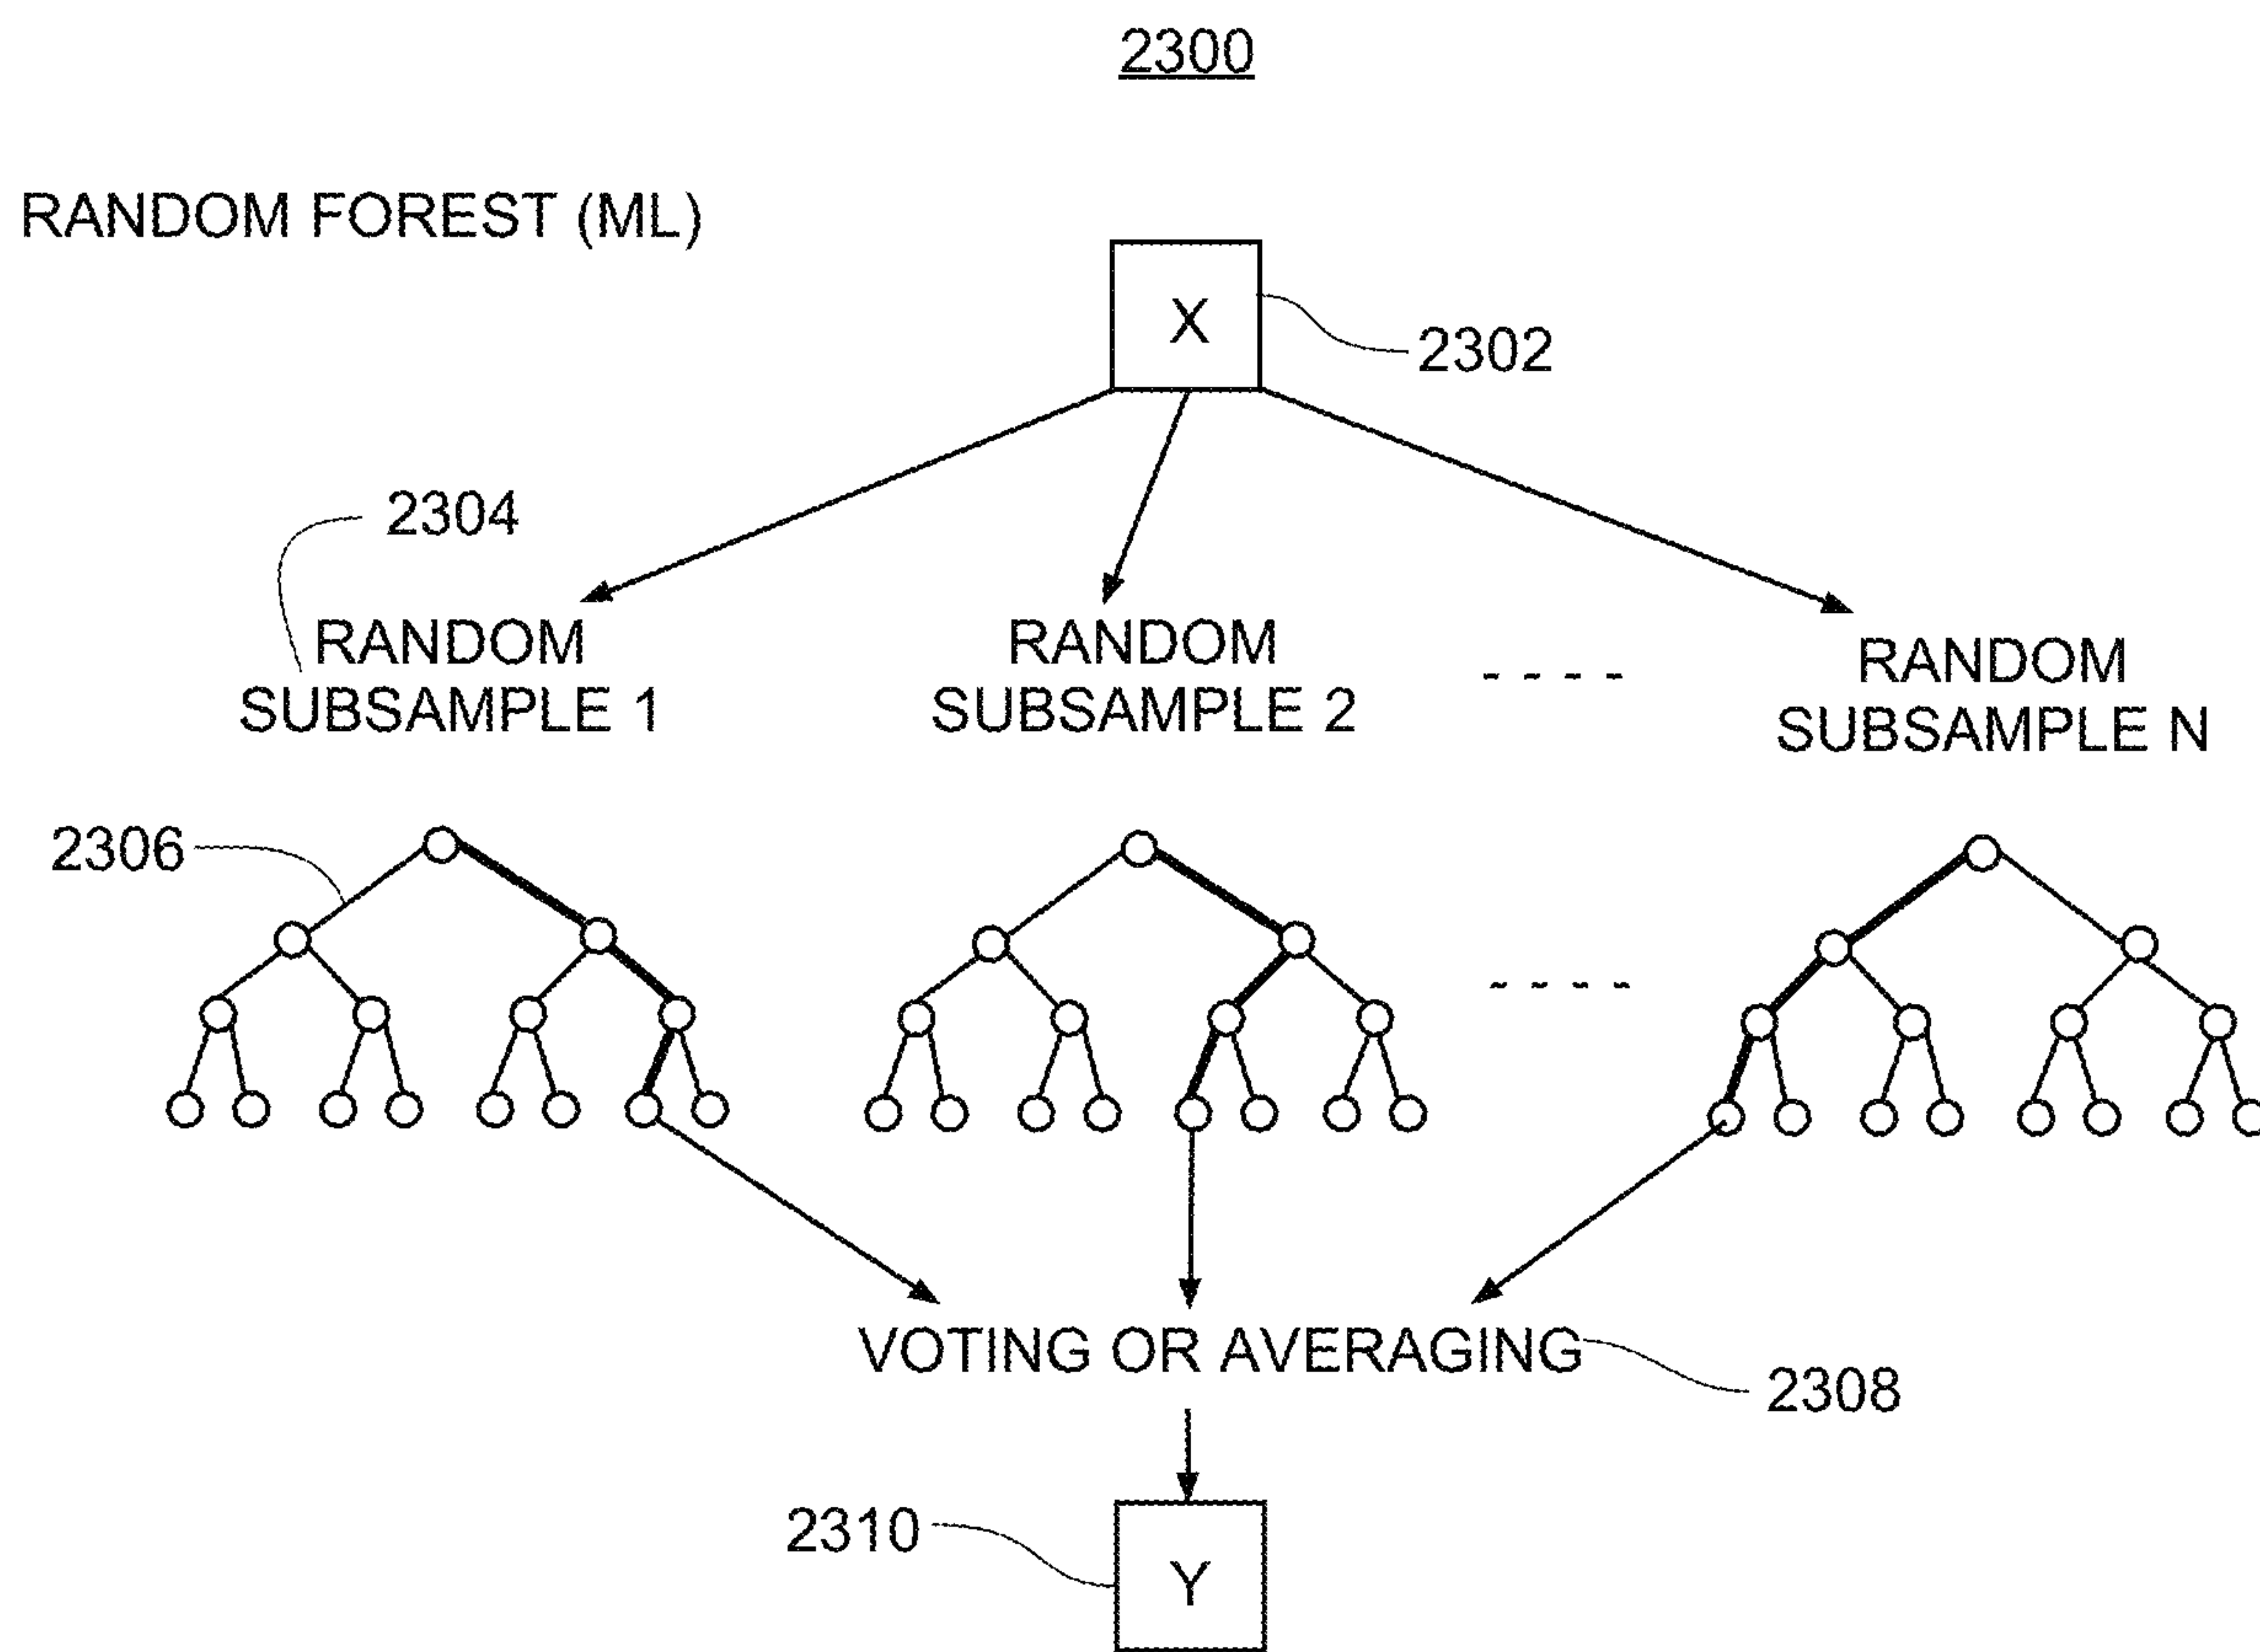 2300
RANDOM FOREST (ML)
X
2302
2304
RANDOM
SUBSAMPLE 1
RANDOM
SUBSAMPLE 2
- - - -
RANDOM
SUBSAMPLE N
2306
- - - -
VOTING OR AVERAGING
2308
2310
Y